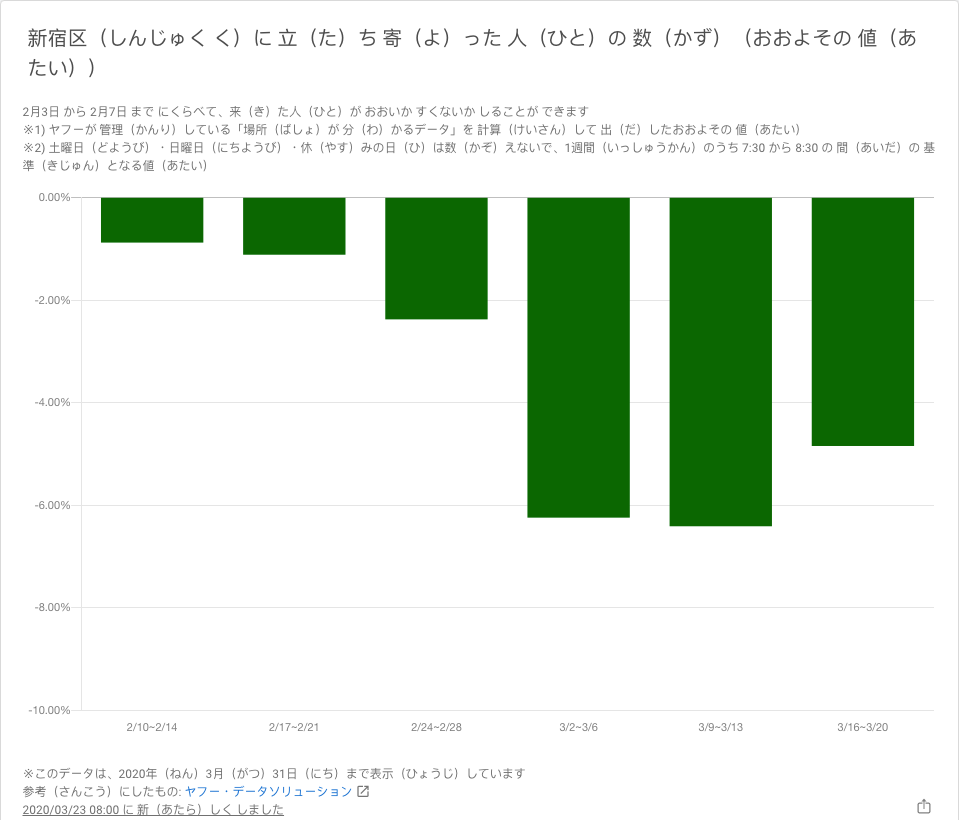 新宿区（しんじゅく く）に 立（た）ち 寄（よ）った 人（ひと）の 数（かず）（おおよその 値（あ
たい））
2月3日 から 2月7日 まで にくらべて、来（き）た人（ひと）が おおいか すくないか しることが できます
※1) ヤフーが 管理（かんり）している「場所（ばしょ）が 分（わ）かるデータ」を 計算（けいさん）して 出（だ）したおおよその 値（あたい）
※2) 土曜日（どようび）・日曜日（にちようび）・休（やす）みの日（ひ）は数（かぞ）えないで、1週間（いっしゅうかん）のうち 7:30 から 8:30 の 間（あいだ）の 基
準（きじゅん）となる値（あたい）
0.00%
-2.00%
-4.00%
-6.00%
-8.00%
-10.00%
2/10~2/14 2/17~2/21 2/24~2/28 3/2~3/6 3/9~3/13 3/16~3/20
※このデータは、2020年（ねん）3月（がつ）31日（にち）まで表示（ひょうじ）しています
参考（さんこう）にしたもの: ヤフー・データソリューション
2020/03/23 08:00 に 新（あたら）しく しました